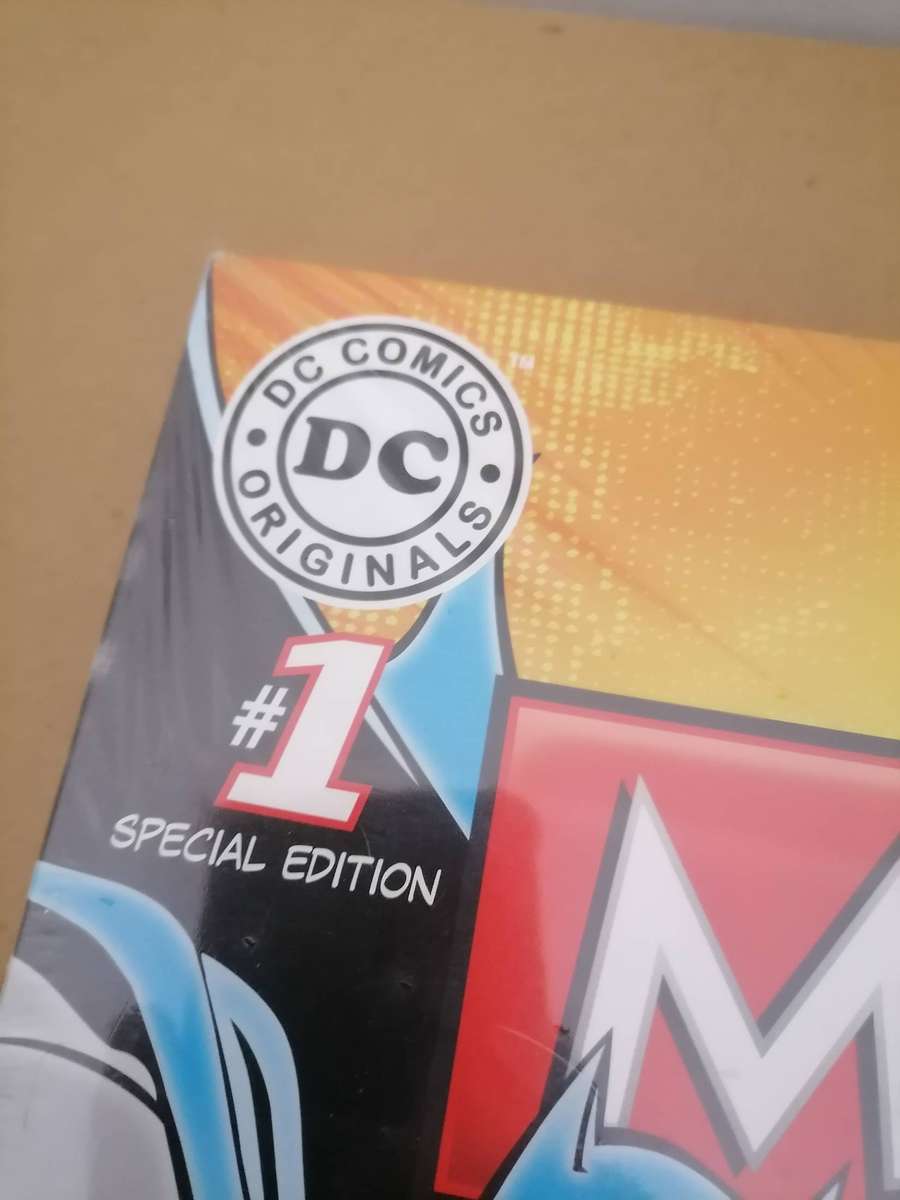 DC COMICS
DC
ORIGINALS
™
#1
SPECIAL EDITION
M